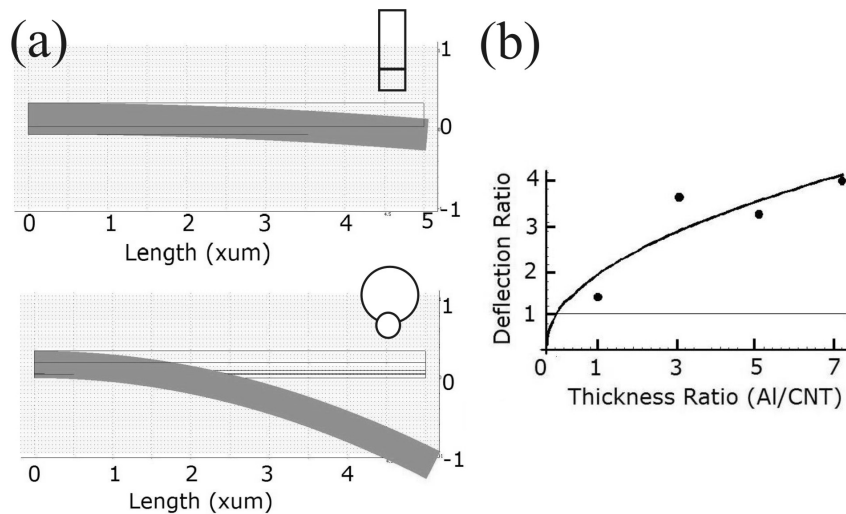 (a)
1
0
-1
0 1 2 3 4 5
Length (xum)
1
0
-1
0 1 2 3 4
Length (xum)
(b)
Deflection Ratio
4
3
2
1
0 1 3 5 7
Thickness Ratio (Al/CNT)